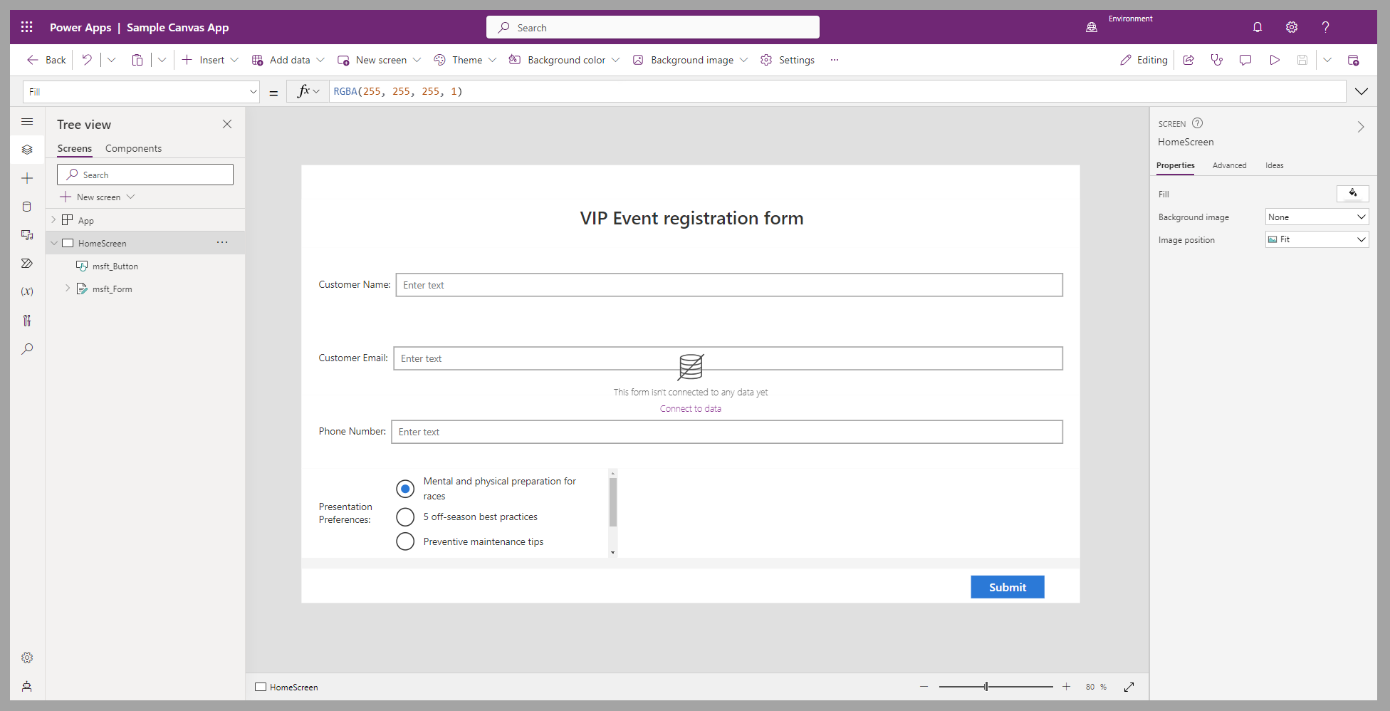 Power Apps | Sample Canvas App
Search
Environment
Back
Insert
Add data
New screen
Theme
Background color
Background image
Settings
...
Editing
Fill
= fx
RGBA(255, 255, 255, 1)
Tree view
Screens Components
Search
New screen
App
HomeScreen ...
msft_Button
msft_Form
(x)
VIP Event registration form
Customer Name: Enter text
Customer Email: Enter text
This form isn't connected to any data yet
Connect to data
Phone Number: Enter text
Presentation
Preferences:
Mental and physical preparation for
races
5 off-season best practices
Preventive maintenance tips
Submit
SCREEN ?
HomeScreen
Properties Advanced Ideas
Fill
Background image None
Image position Fit
HomeScreen
80 %